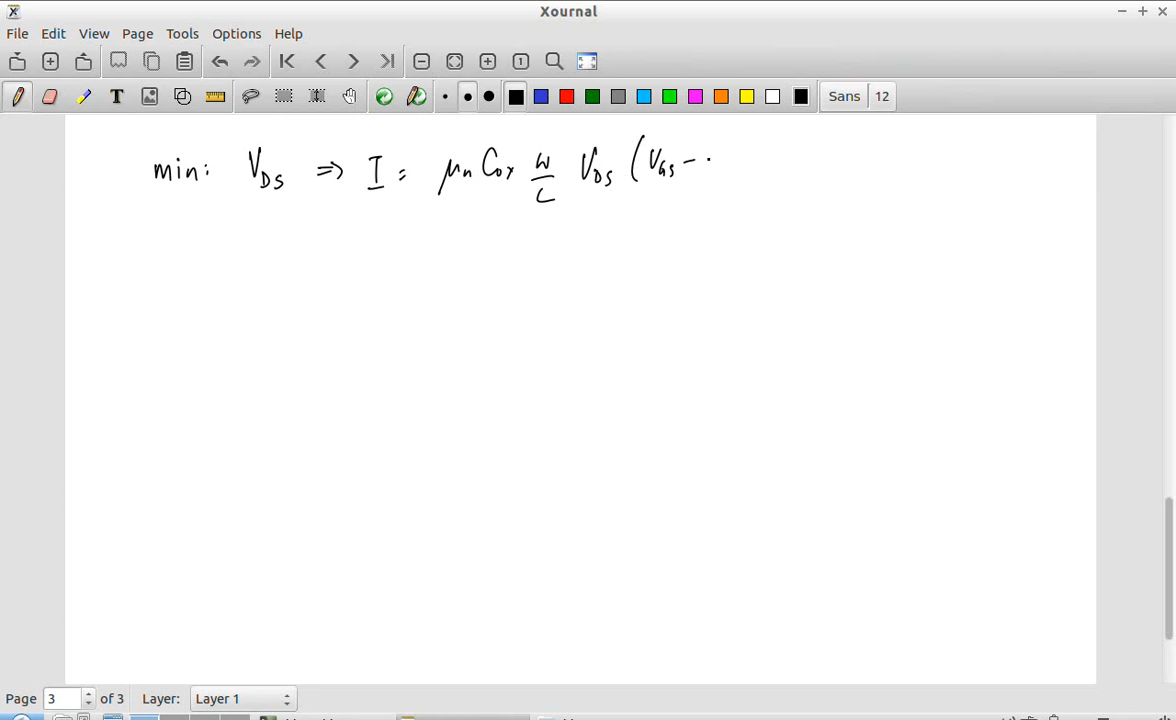 Xournal
File Edit View Page Tools Options Help
Sans 12
min: V_DS ⇒ I = μn Cox W/L V_DS (V_GS -
Page 3 of 3 Layer: Layer 1